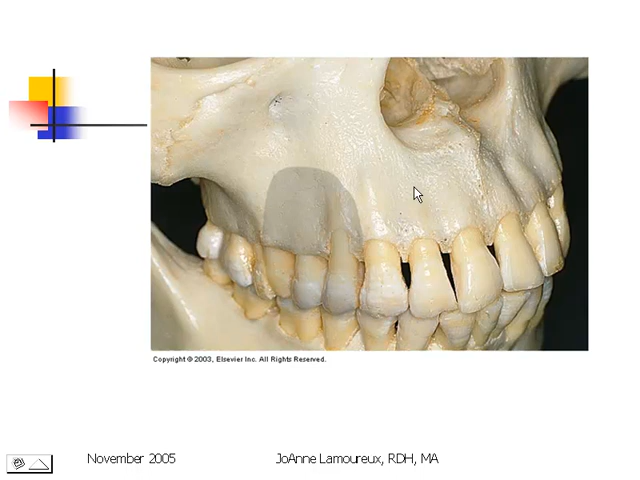 Copyright © 2003, Elsevier Inc. All Rights Reserved.
November 2005
JoAnne Lamoureux, RDH, MA